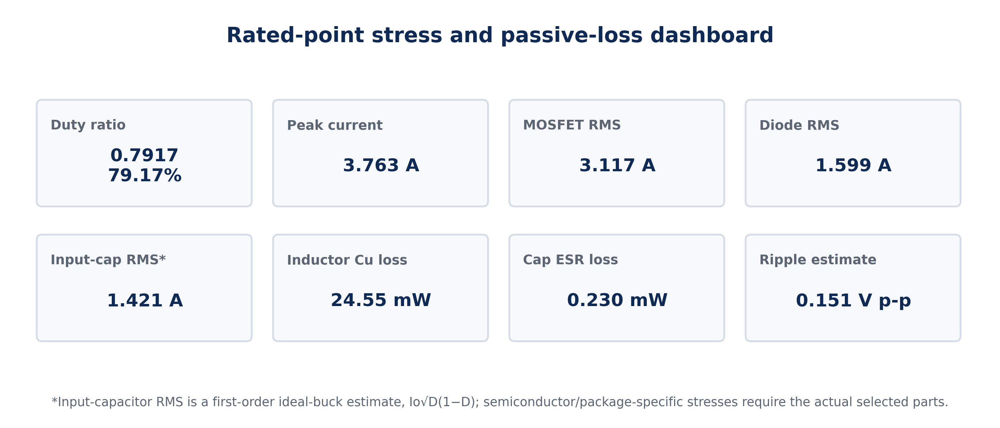 Rated-point stress and passive-loss dashboard
Duty ratio
0.7917
79.17%
Peak current
3.763 A
MOSFET RMS
3.117 A
Diode RMS
1.599 A
Input-cap RMS*
1.421 A
Inductor Cu loss
24.55 mW
Cap ESR loss
0.230 mW
Ripple estimate
0.151 V p-p
*Input-capacitor RMS is a first-order ideal-buck estimate, Io√D(1−D); semiconductor/package-specific stresses require the actual selected parts.